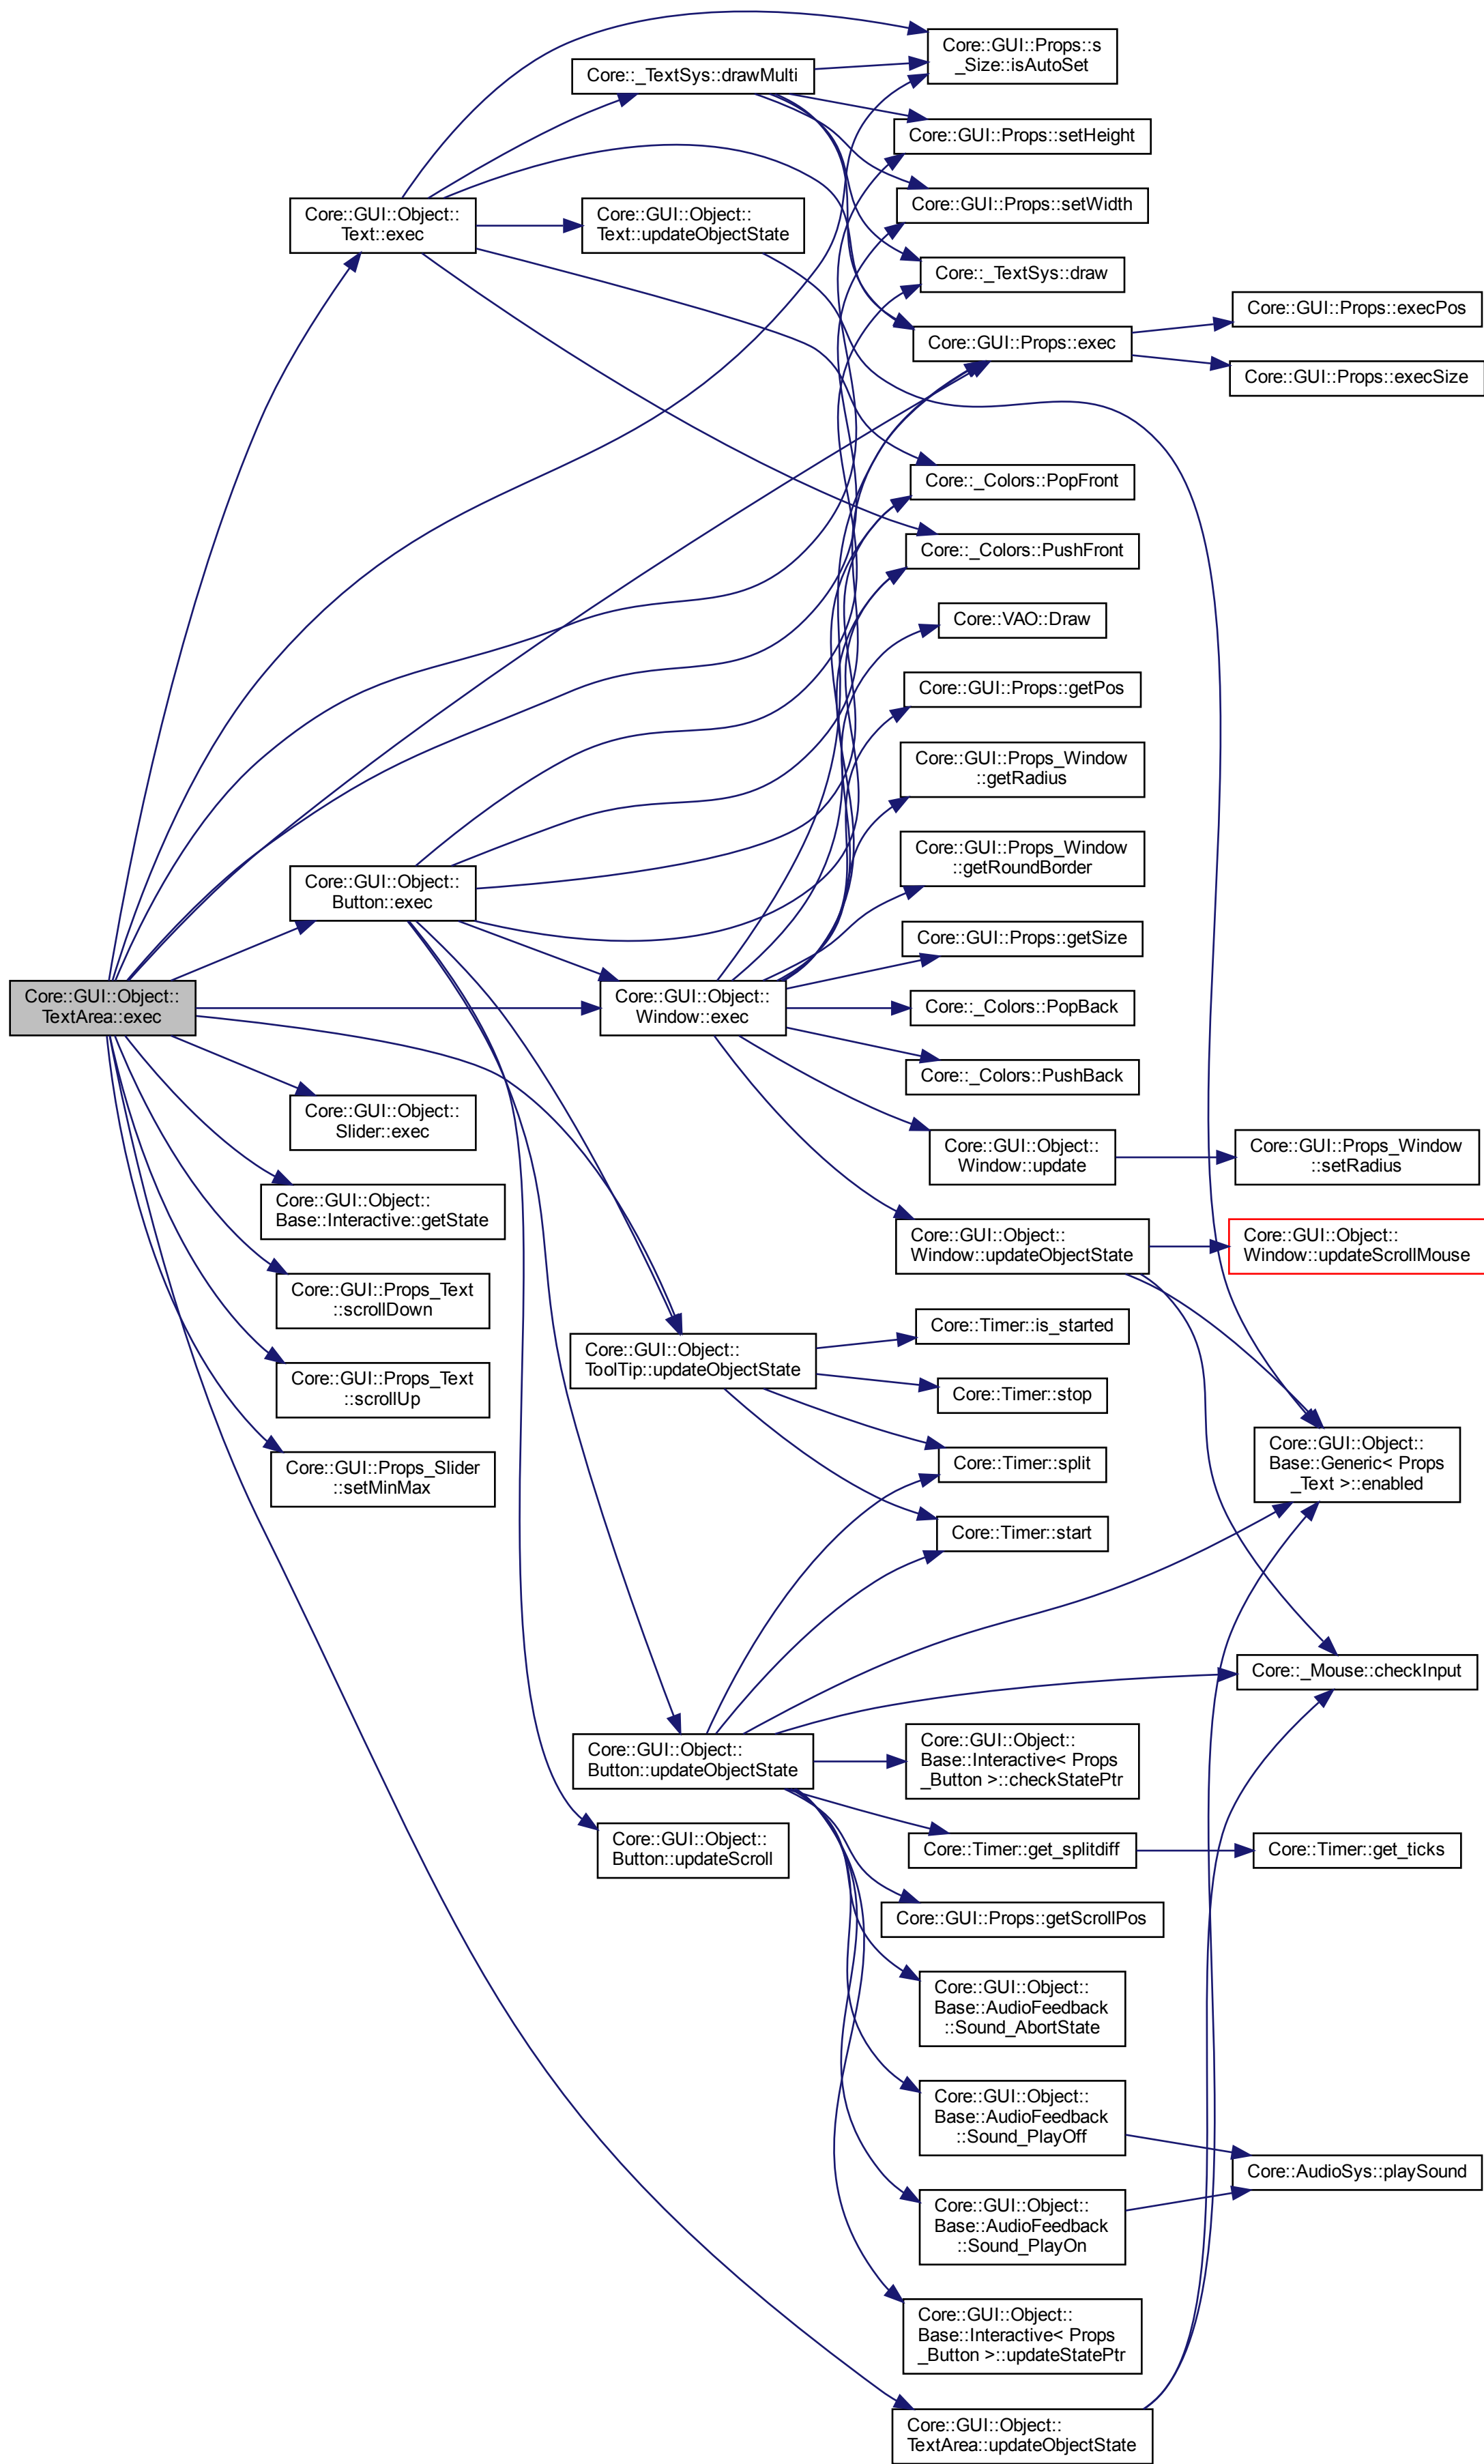 Core::GUI::Object::
TextArea::exec
Core::GUI::Object::
Text::exec
Core::GUI::Object::
Button::exec
Core::GUI::Object::
Slider::exec
Core::GUI::Object::
Base::Interactive::getState
Core::GUI::Props_Text
::scrollDown
Core::GUI::Props_Text
::scrollUp
Core::GUI::Props_Slider
::setMinMax
Core::_TextSys::drawMulti
Core::GUI::Object::
Text::updateObjectState
Core::GUI::Object::
Window::exec
Core::GUI::Object::
ToolTip::updateObjectState
Core::GUI::Object::
Button::updateObjectState
Core::GUI::Object::
Button::updateScroll
Core::GUI::Props::s
_Size::isAutoSet
Core::GUI::Props::setHeight
Core::GUI::Props::setWidth
Core::_TextSys::draw
Core::GUI::Props::exec
Core::_Colors::PopFront
Core::_Colors::PushFront
Core::VAO::Draw
Core::GUI::Props::getPos
Core::GUI::Props_Window
::getRadius
Core::GUI::Props_Window
::getRoundBorder
Core::GUI::Props::getSize
Core::_Colors::PopBack
Core::_Colors::PushBack
Core::GUI::Object::
Window::update
Core::GUI::Object::
Window::updateObjectState
Core::Timer::is_started
Core::Timer::stop
Core::Timer::split
Core::Timer::start
Core::GUI::Object::
Base::Interactive< Props
_Button >::checkStatePtr
Core::Timer::get_splitdiff
Core::GUI::Props::getScrollPos
Core::GUI::Object::
Base::AudioFeedback
::Sound_AbortState
Core::GUI::Object::
Base::AudioFeedback
::Sound_PlayOff
Core::GUI::Object::
Base::AudioFeedback
::Sound_PlayOn
Core::GUI::Object::
Base::Interactive< Props
_Button >::updateStatePtr
Core::GUI::Object::
TextArea::updateObjectState
Core::GUI::Props::execPos
Core::GUI::Props::execSize
Core::GUI::Props_Window
::setRadius
Core::GUI::Object::
Window::updateScrollMouse
Core::GUI::Object::
Base::Generic< Props
_Text >::enabled
Core::_Mouse::checkInput
Core::Timer::get_ticks
Core::AudioSys::playSound